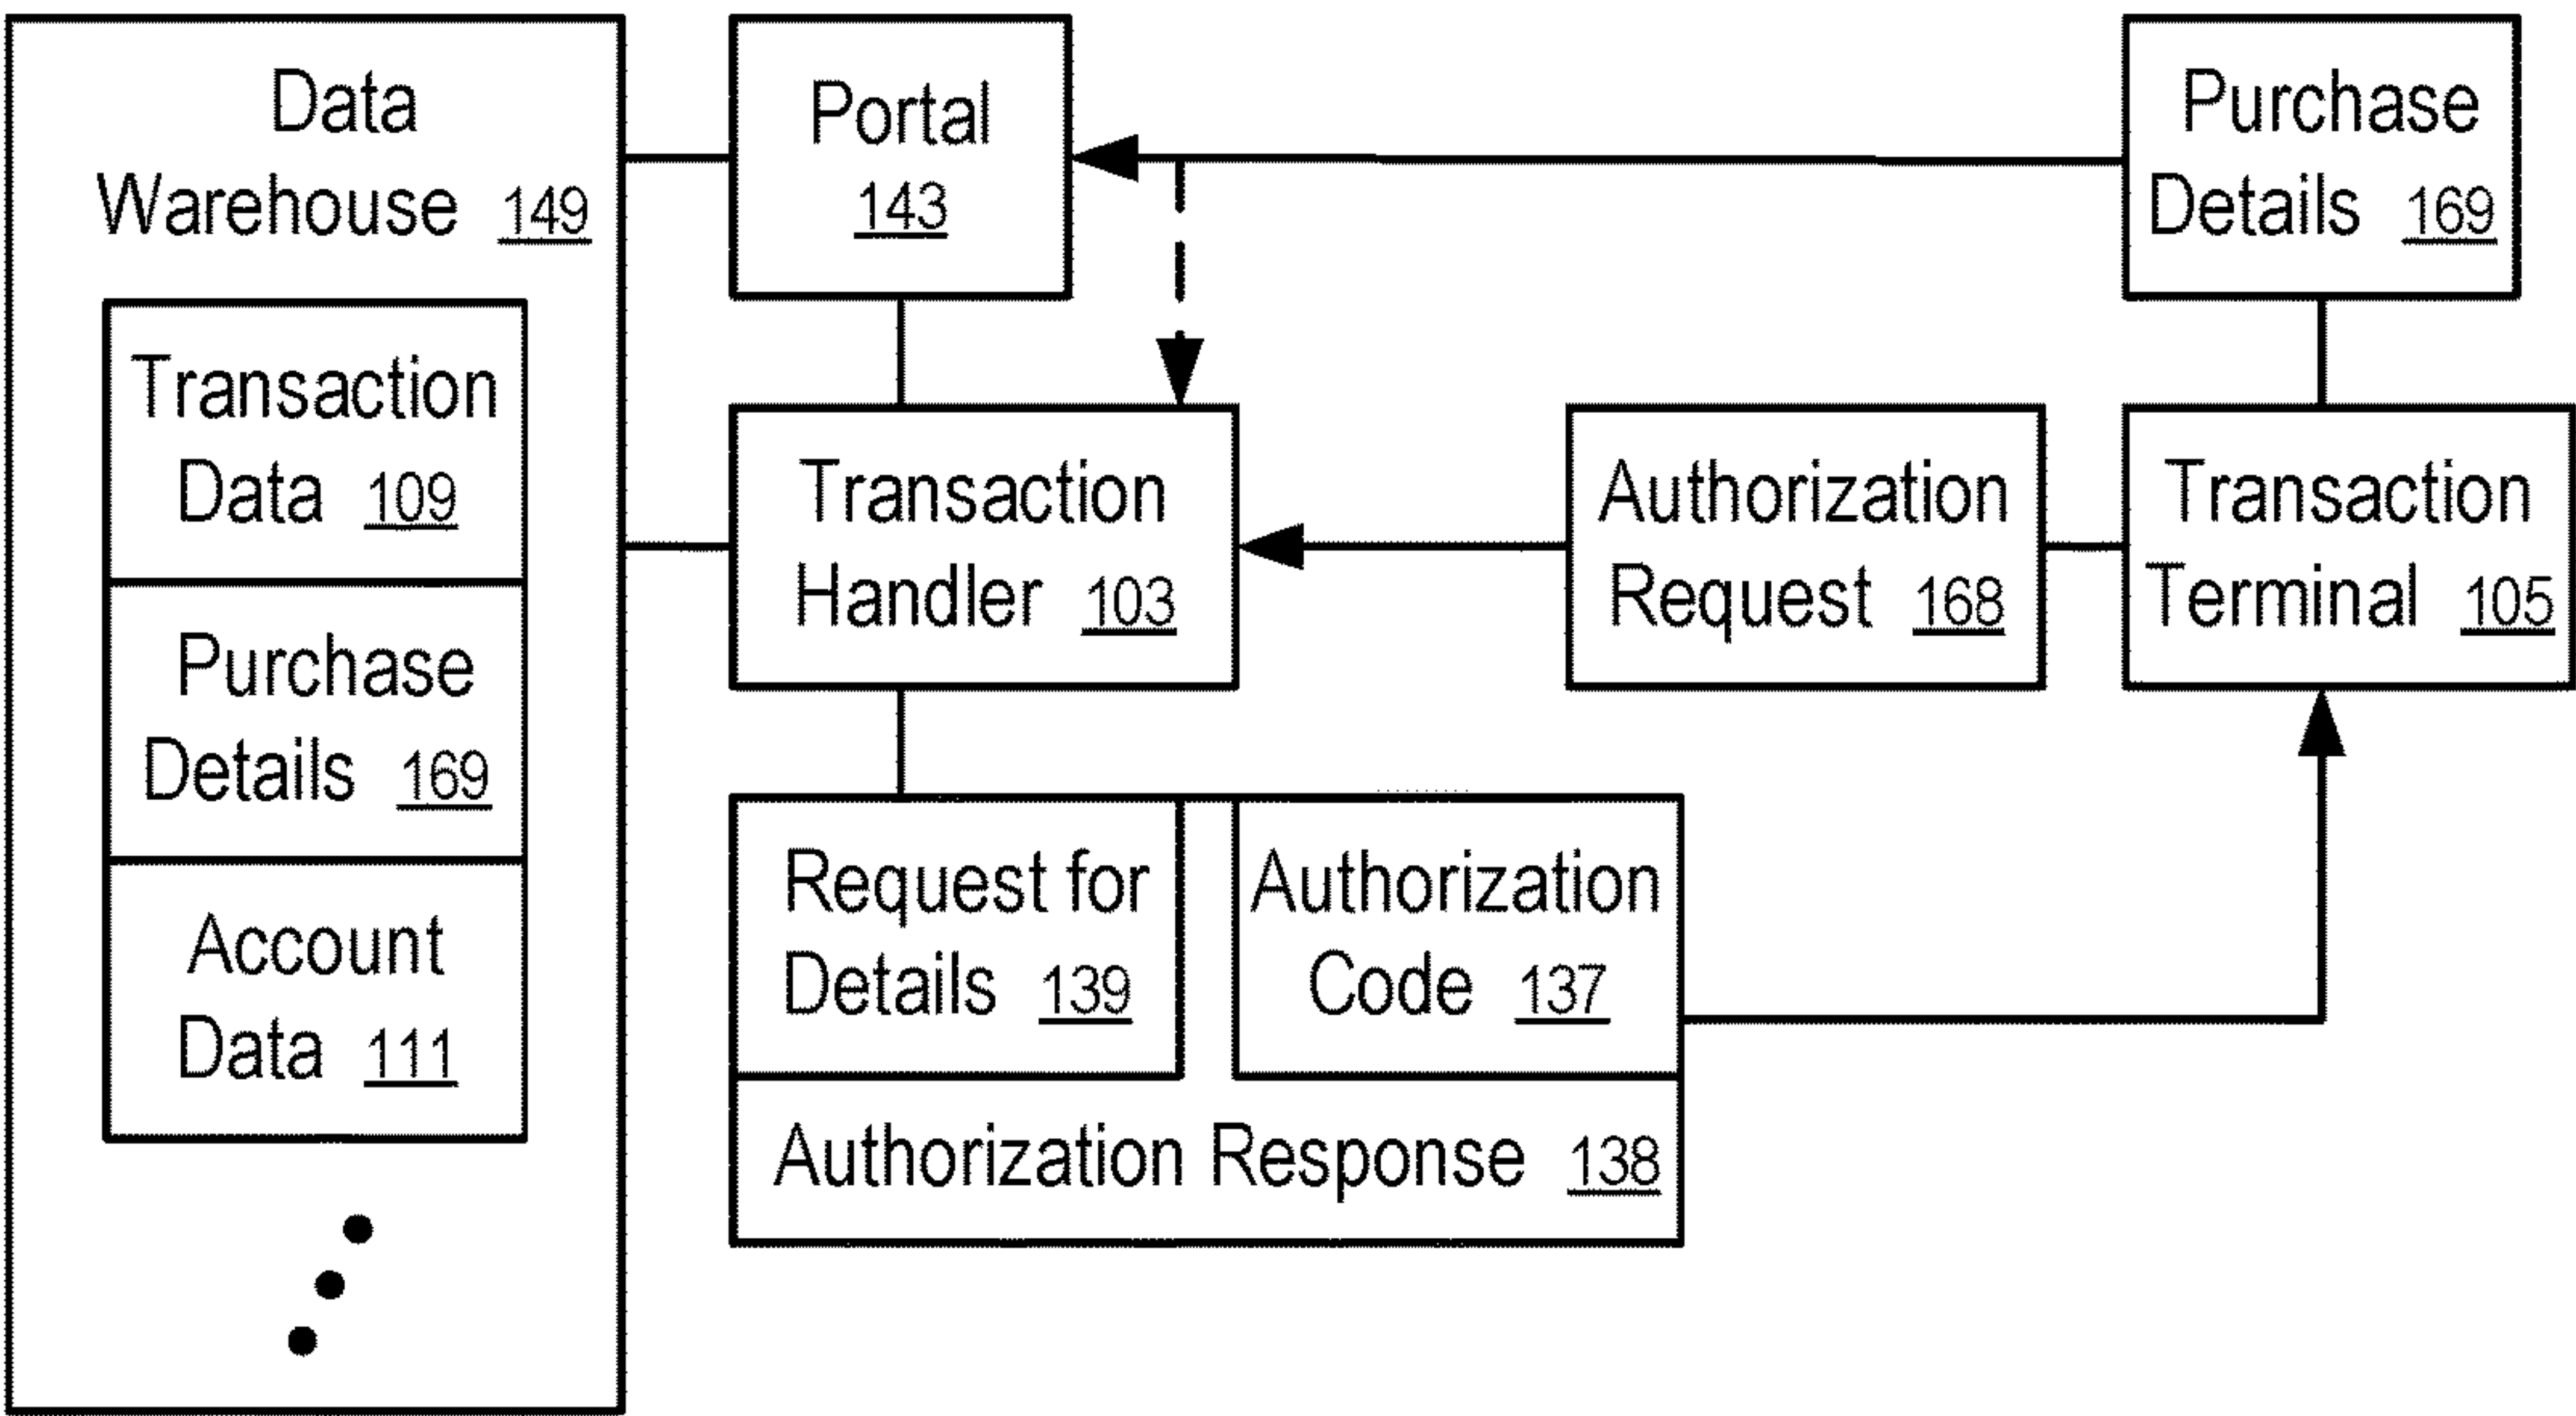 Data
Warehouse 149
Transaction
Data 109
Purchase
Details 169
Account
Data 111
Portal
143
Purchase
Details 169
Transaction
Handler 103
Authorization
Request 168
Transaction
Terminal 105
Request for
Details 139
Authorization
Code 137
Authorization Response 138